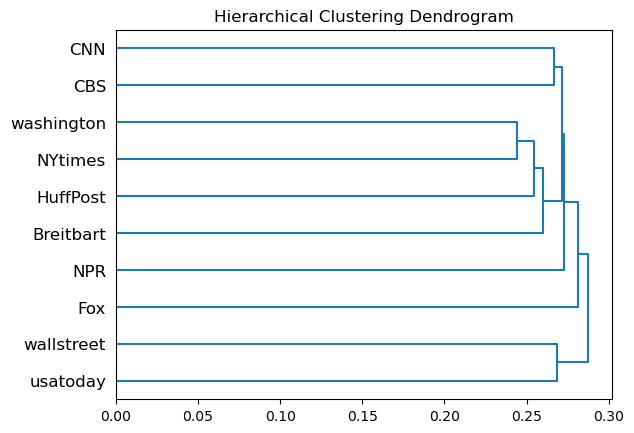 Hierarchical Clustering Dendrogram
CNN
CBS
washington
NYtimes
HuffPost
Breitbart
NPR
Fox
wallstreet
usatoday
0.00 0.05 0.10 0.15 0.20 0.25 0.30